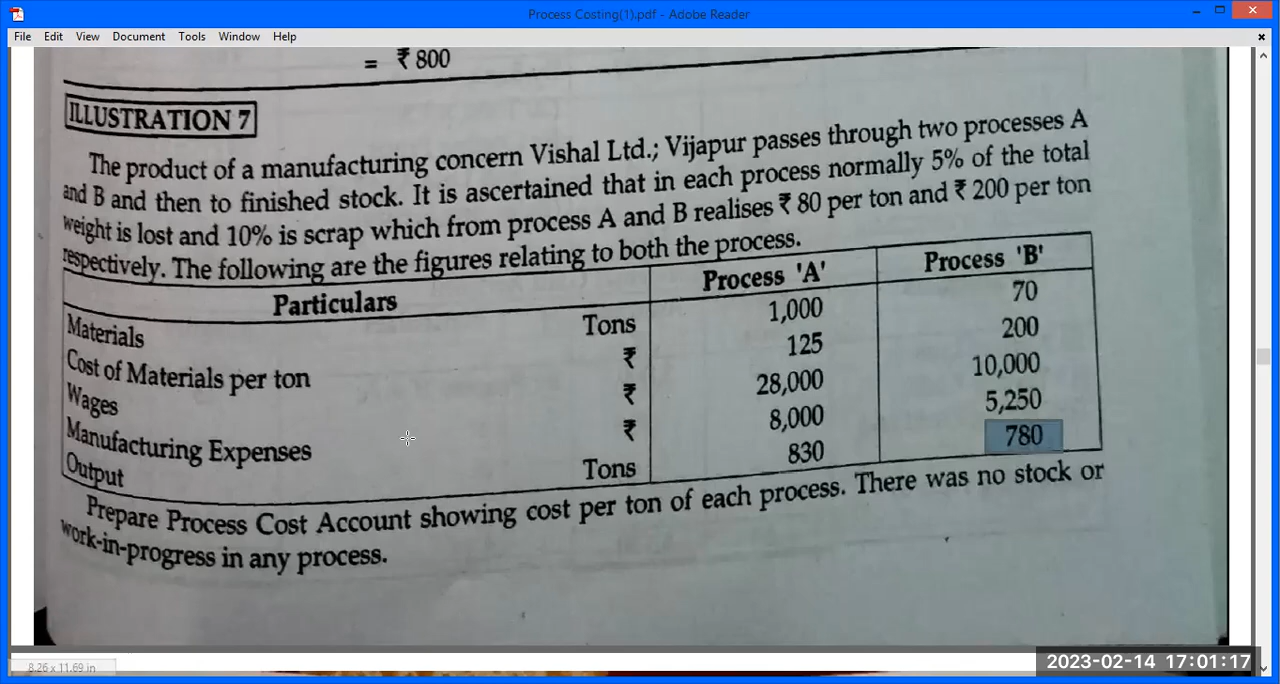 Process Costing(1).pdf - Adobe Reader
File Edit View Document Tools Window Help
= ₹ 800
ILLUSTRATION 7
The product of a manufacturing concern Vishal Ltd.; Vijapur passes through two processes A
and B and then to finished stock. It is ascertained that in each process normally 5% of the total
weight is lost and 10% is scrap which from process A and B realises ₹ 80 per ton and ₹ 200 per ton
respectively. The following are the figures relating to both the process.
Particulars Process 'A' Process 'B'
Materials Tons 1,000 70
Cost of Materials per ton ₹ 125 200
Wages ₹ 28,000 10,000
Manufacturing Expenses ₹ 8,000 5,250
Output Tons 830 780
Prepare Process Cost Account showing cost per ton of each process. There was no stock or
work-in-progress in any process.
8.26 x 11.69 in
2023-02-14 17:01:17